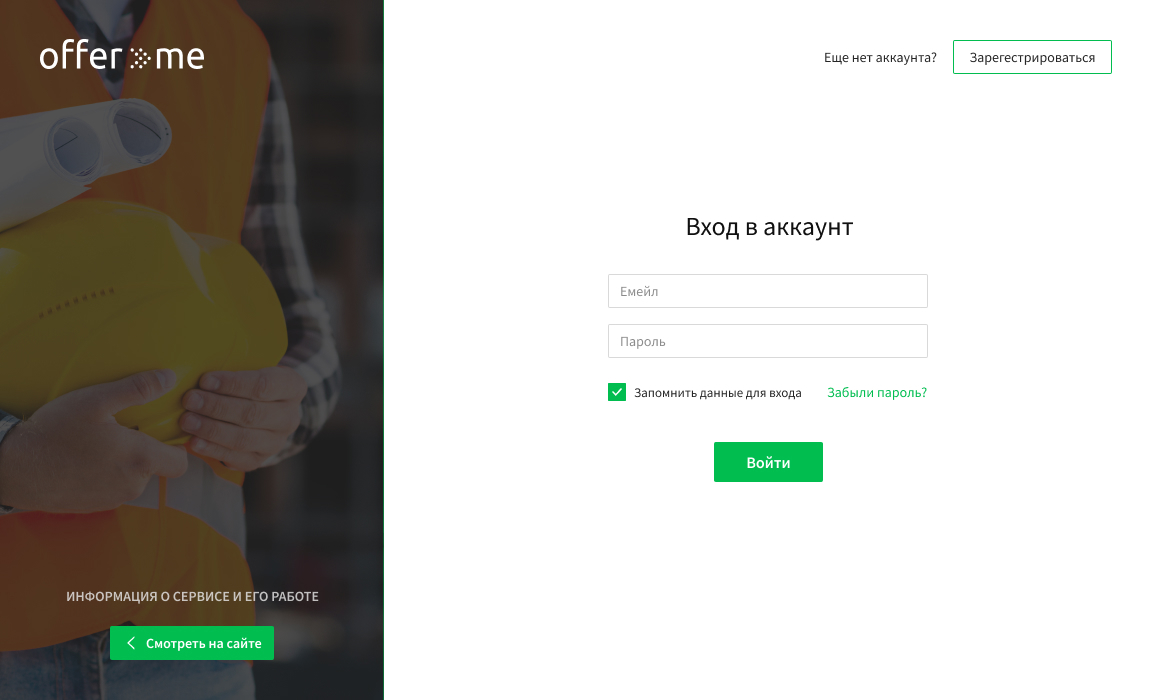 offer me
Еще нет аккаунта?
Зарегестрироваться
Вход в аккаунт
Емейл
Пароль
Запомнить данные для входа
Забыли пароль?
Войти
ИНФОРМАЦИЯ О СЕРВИСЕ И ЕГО РАБОТЕ
Смотреть на сайте